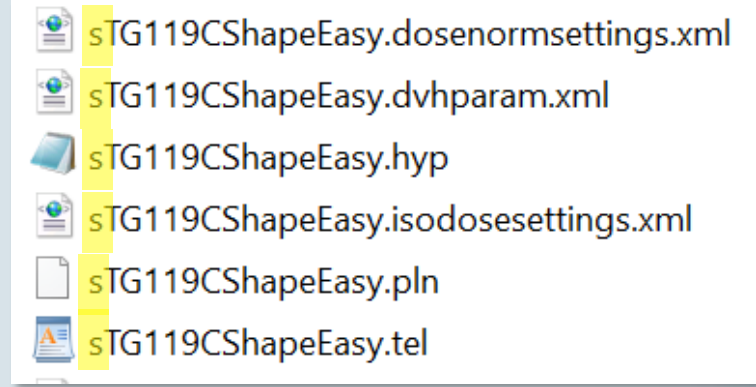 sTG119CShapeEasy.dosenormsettings.xml
sTG119CShapeEasy.dvhparam.xml
sTG119CShapeEasy.hyp
sTG119CShapeEasy.isodosesettings.xml
sTG119CShapeEasy.pln
sTG119CShapeEasy.tel